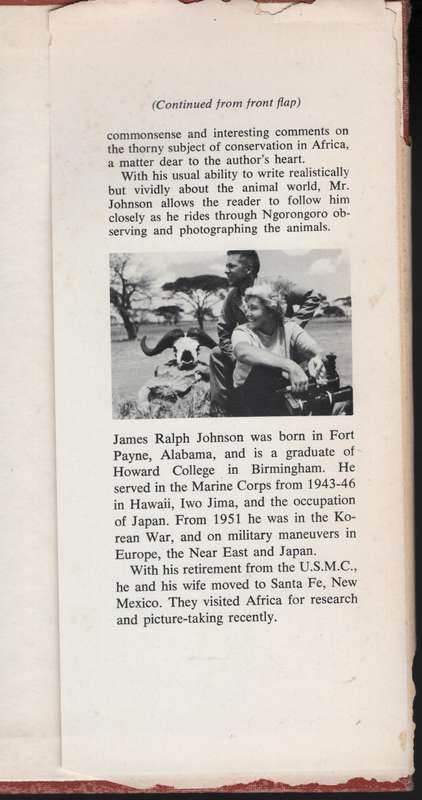 (Continued from front flap)
commonsense and interesting comments on
the thorny subject of conservation in Africa,
a matter dear to the author's heart.
With his usual ability to write realistically
but vividly about the animal world, Mr.
Johnson allows the reader to follow him
closely as he rides through Ngorongoro ob-
serving and photographing the animals.
James Ralph Johnson was born in Fort
Payne, Alabama, and is a graduate of
Howard College in Birmingham. He
served in the Marine Corps from 1943-46
in Hawaii, Iwo Jima, and the occupation
of Japan. From 1951 he was in the Ko-
rean War, and on military maneuvers in
Europe, the Near East and Japan.
With his retirement from the U.S.M.C.,
he and his wife moved to Santa Fe, New
Mexico. They visited Africa for research
and picture-taking recently.